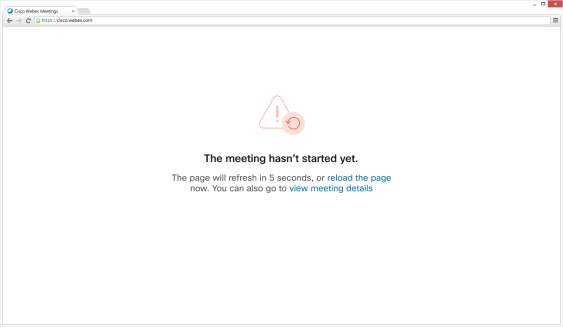 Cisco Webex Meetings
https://cisco.webex.com
The meeting hasn't started yet.
The page will refresh in 5 seconds, or reload the page
now. You can also go to view meeting details